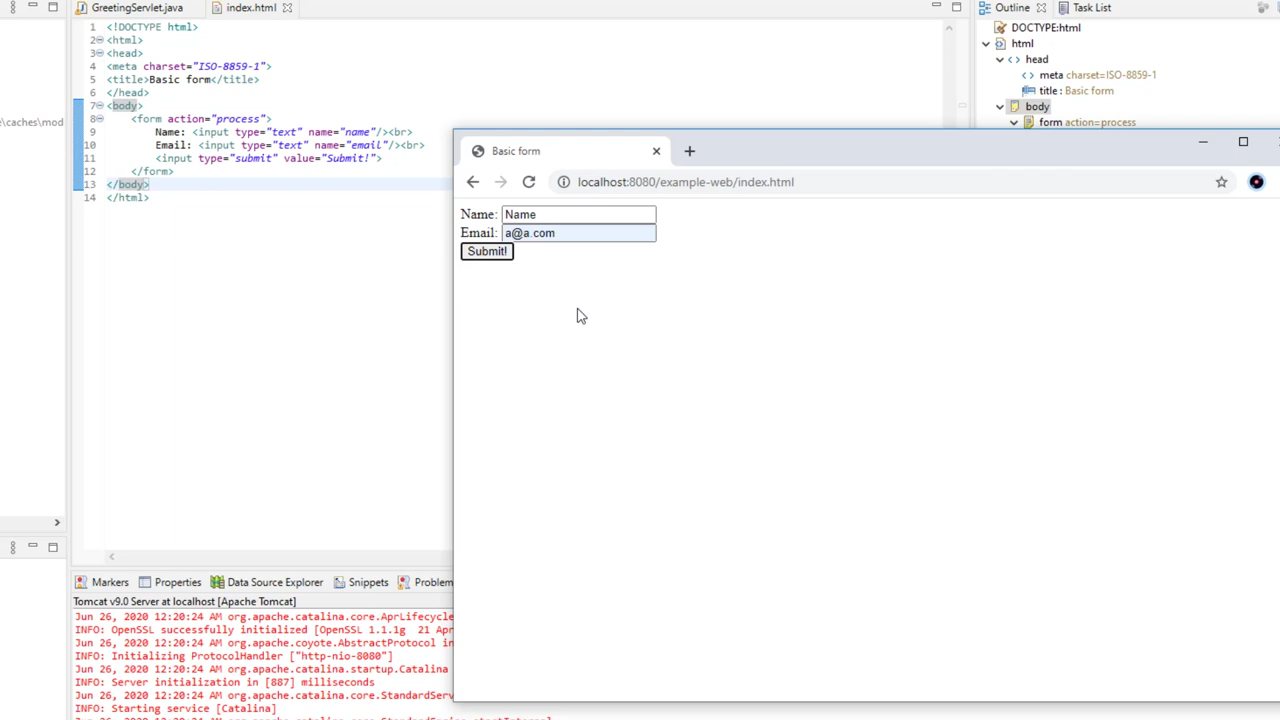 GreetingServlet.java
index.html
1 <!DOCTYPE html>
2 <html>
3 <head>
4 <meta charset="ISO-8859-1">
5 <title>Basic form</title>
6 </head>
7 <body>
8 <form action="process">
9 Name: <input type="text" name="name"/><br>
10 Email: <input type="text" name="email"/><br>
11 <input type="submit" value="Submit!">
12 </form>
13 </body>
14 </html>
e\caches\mod
Outline
Task List
DOCTYPE:html
html
head
meta charset=ISO-8859-1
title : Basic form
body
form action=process
Basic form
localhost:8080/example-web/index.html
Name: Name
Email: a@a.com
Submit!
Markers
Properties
Data Source Explorer
Snippets
Problem
Tomcat v9.0 Server at localhost [Apache Tomcat]
Jun 26, 2020 12:20:24 AM org.apache.catalina.core.AprLifecycle
INFO: OpenSSL successfully initialized [OpenSSL 1.1.1g 21 Apr
Jun 26, 2020 12:20:24 AM org.apache.coyote.AbstractProtocol in
INFO: Initializing ProtocolHandler ["http-nio-8080"]
Jun 26, 2020 12:20:24 AM org.apache.catalina.startup.Catalina
INFO: Server initialization in [887] milliseconds
Jun 26, 2020 12:20:24 AM org.apache.catalina.core.StandardServ
INFO: Starting service [Catalina]